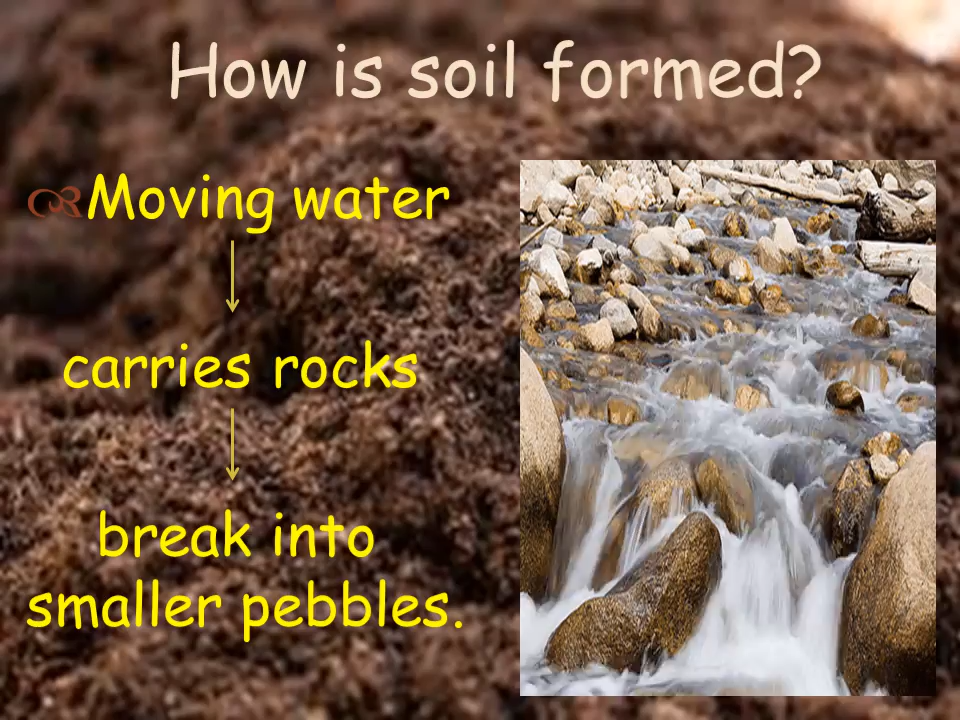 How is soil formed?
Moving water
carries rocks
break into
smaller pebbles.